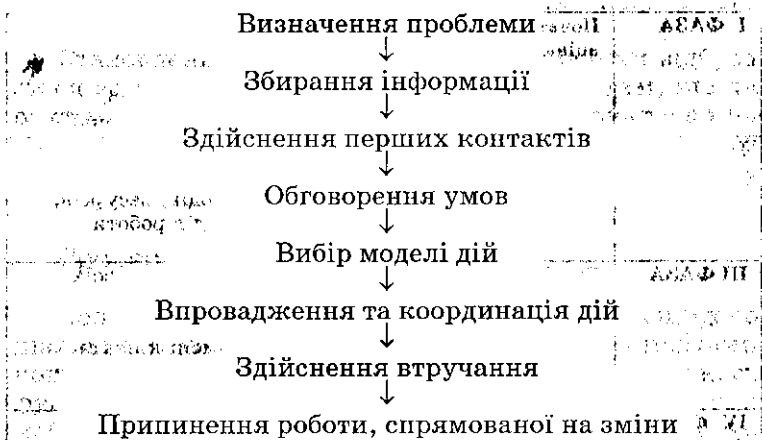 Визначення проблеми
↓
Збирання інформації
↓
Здійснення перших контактів
↓
Обговорення умов
↓
Вибір моделі дій
↓
Впровадження та координація дій
↓
Здійснення втручання
↓
Припинення роботи, спрямованої на зміни